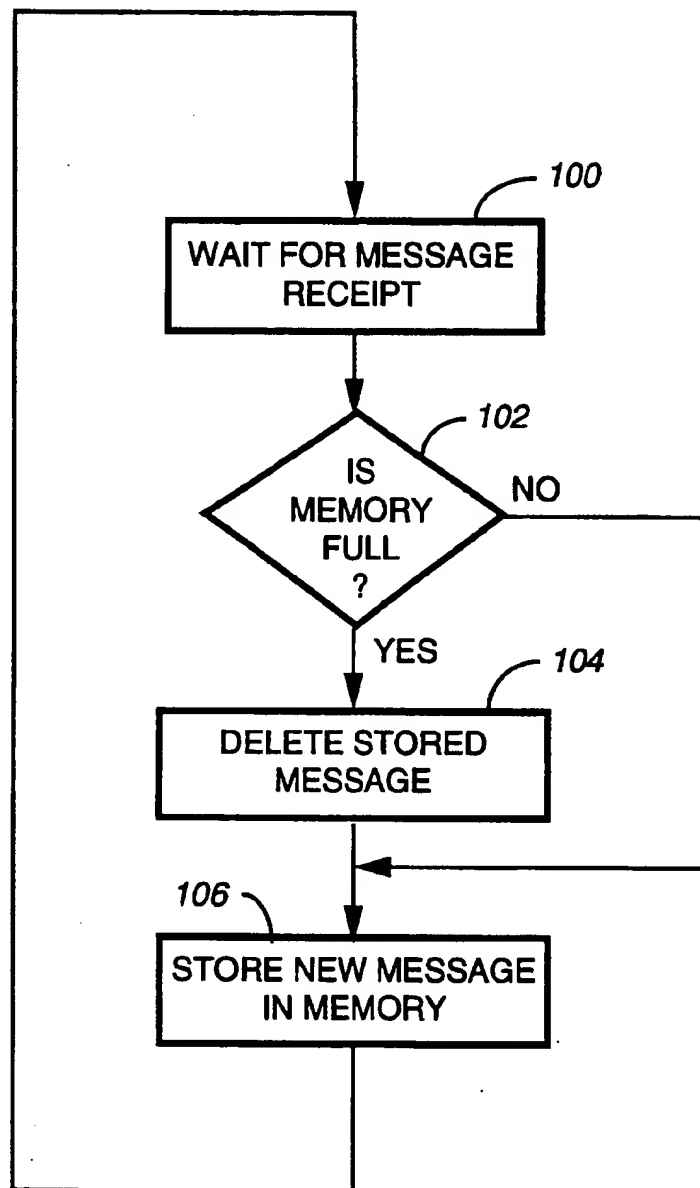 100
WAIT FOR MESSAGE
RECEIPT
102
IS
MEMORY
FULL
?
NO
YES
104
DELETE STORED
MESSAGE
106
STORE NEW MESSAGE
IN MEMORY